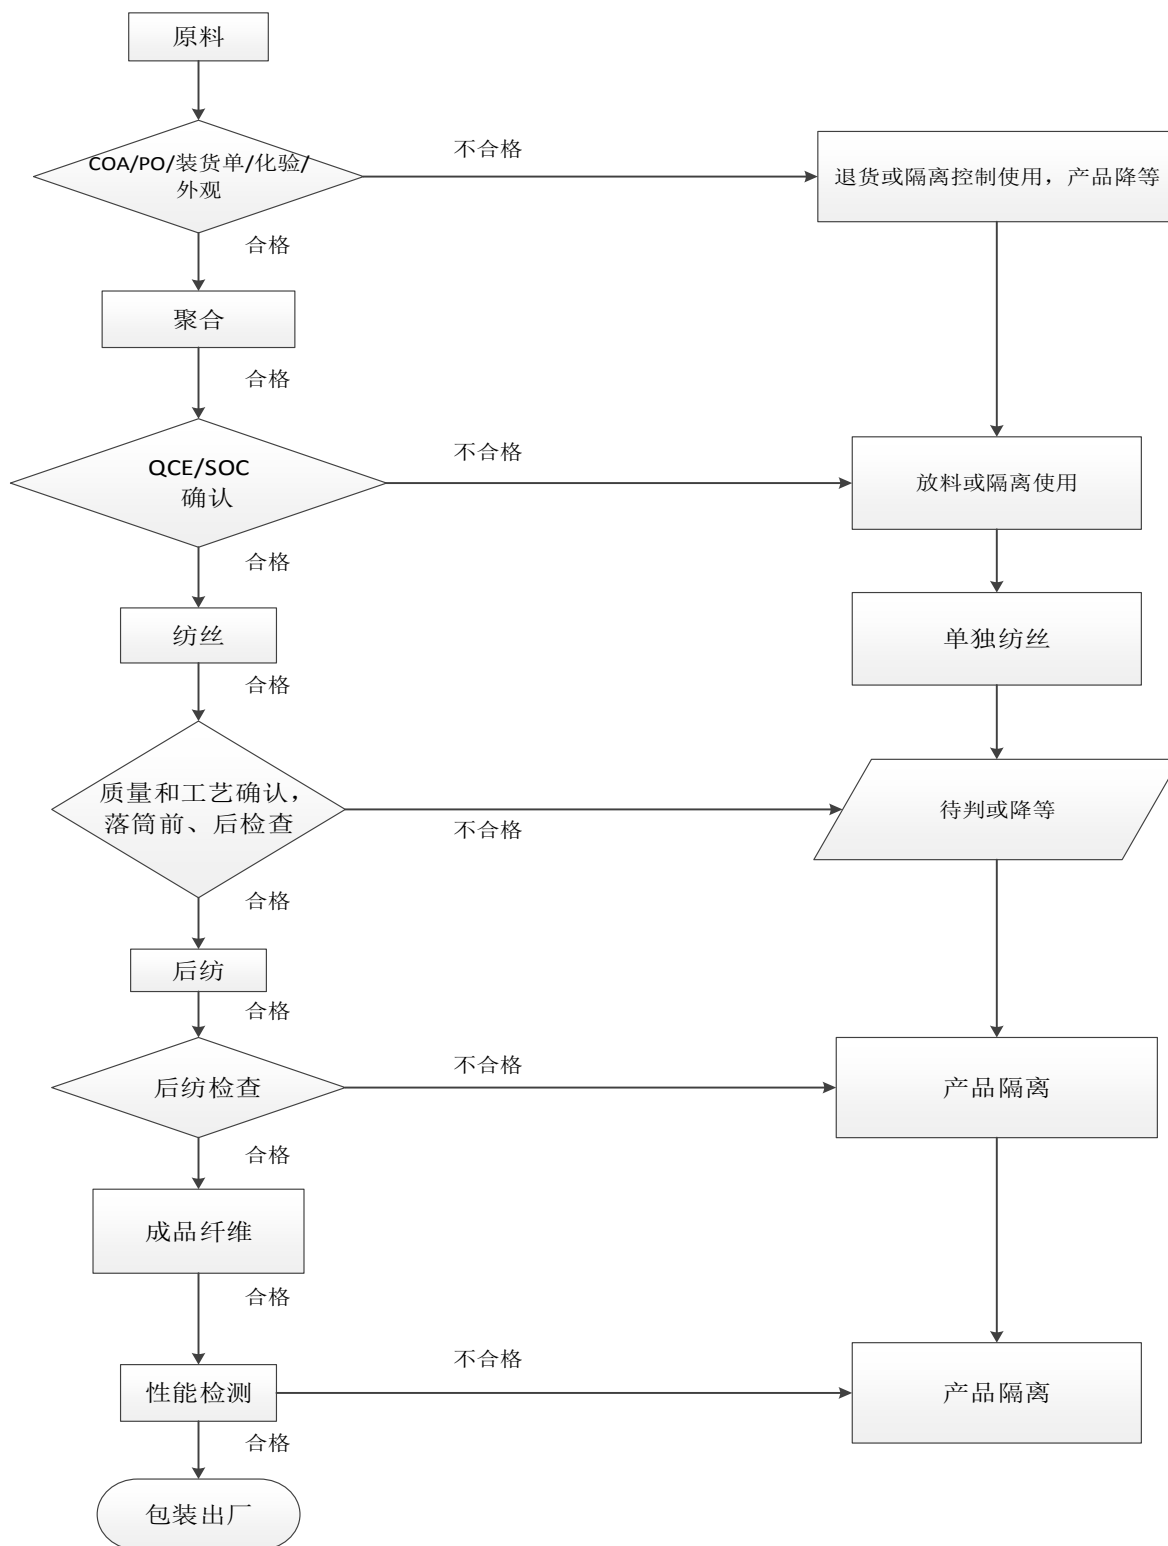 原料
COA/PO/装货单/化验/
外观
不合格
退货或隔离控制使用，产品降等
合格
聚合
合格
QCE/SOC
确认
不合格
放料或隔离使用
合格
纺丝
单独纺丝
合格
质量和工艺确认，
落筒前、后检查
不合格
待判或降等
合格
后纺
合格
后纺检查
不合格
产品隔离
合格
成品纤维
合格
性能检测
不合格
产品隔离
合格
包装出厂